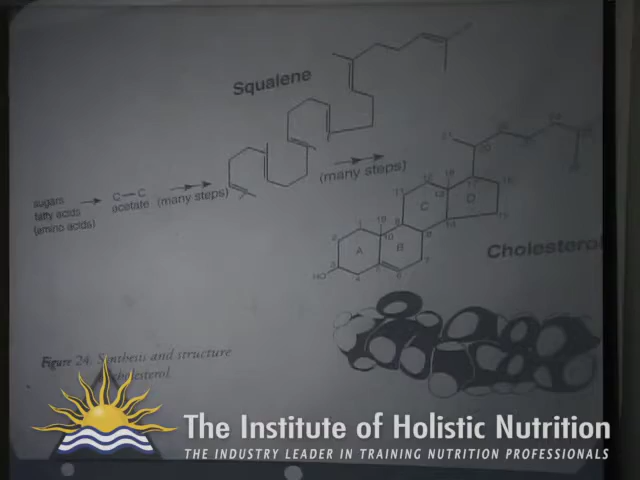 Squalene
sugars
fatty acids
(amino acids)
C—C
acetate
(many steps)
(many steps)
HO
A
B
C
D
Cholesterol
Figure 24. Synthesis and structure
cholesterol.
The Institute of Holistic Nutrition
THE INDUSTRY LEADER IN TRAINING NUTRITION PROFESSIONALS